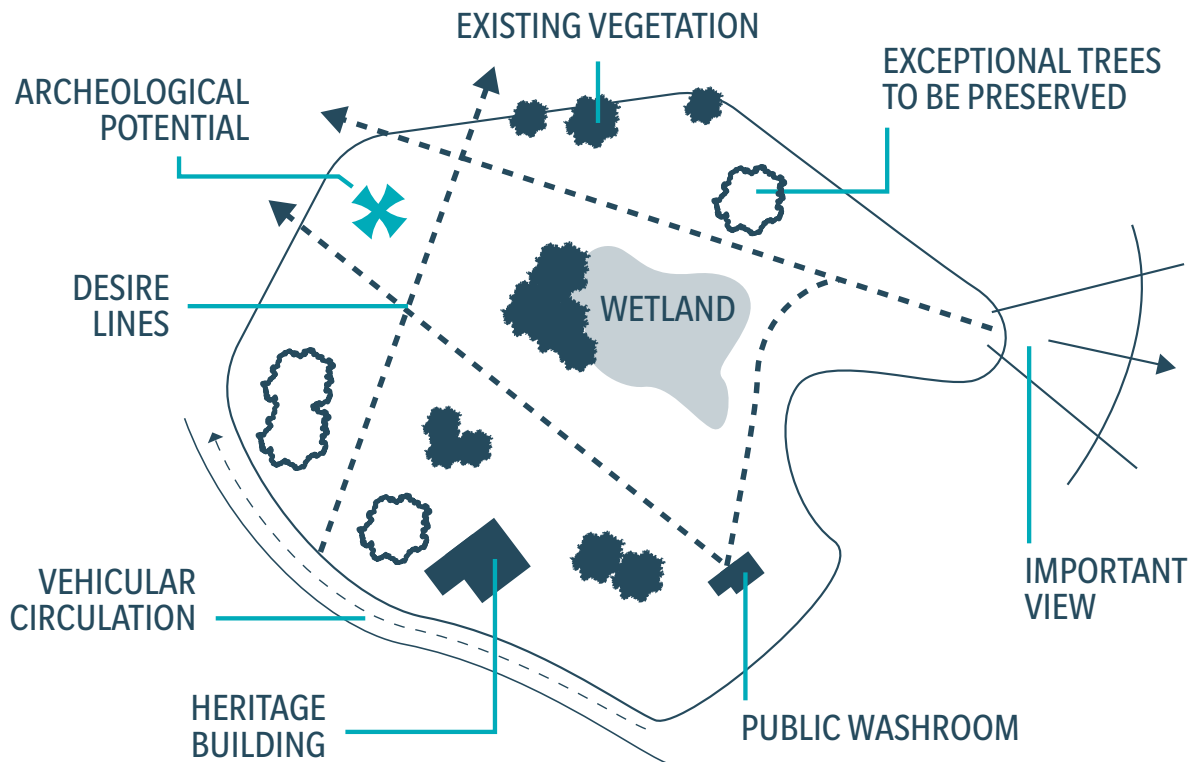 EXISTING VEGETATION
EXCEPTIONAL TREES
TO BE PRESERVED
ARCHEOLOGICAL
POTENTIAL
DESIRE
LINES
WETLAND
VEHICULAR
CIRCULATION
IMPORTANT
VIEW
HERITAGE
BUILDING
PUBLIC WASHROOM